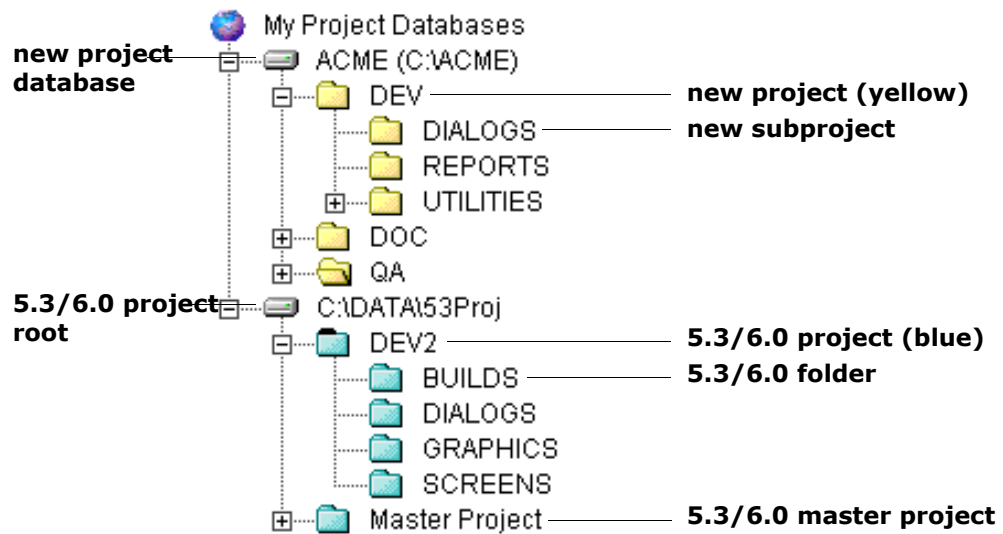 My Project Databases
new project
database
ACME (C:\ACME)
DEV
new project (yellow)
DIALOGS
new subproject
REPORTS
UTILITIES
DOC
QA
5.3/6.0 project
root
C:\DATA\53Proj
DEV2
5.3/6.0 project (blue)
BUILDS
5.3/6.0 folder
DIALOGS
GRAPHICS
SCREENS
Master Project
5.3/6.0 master project